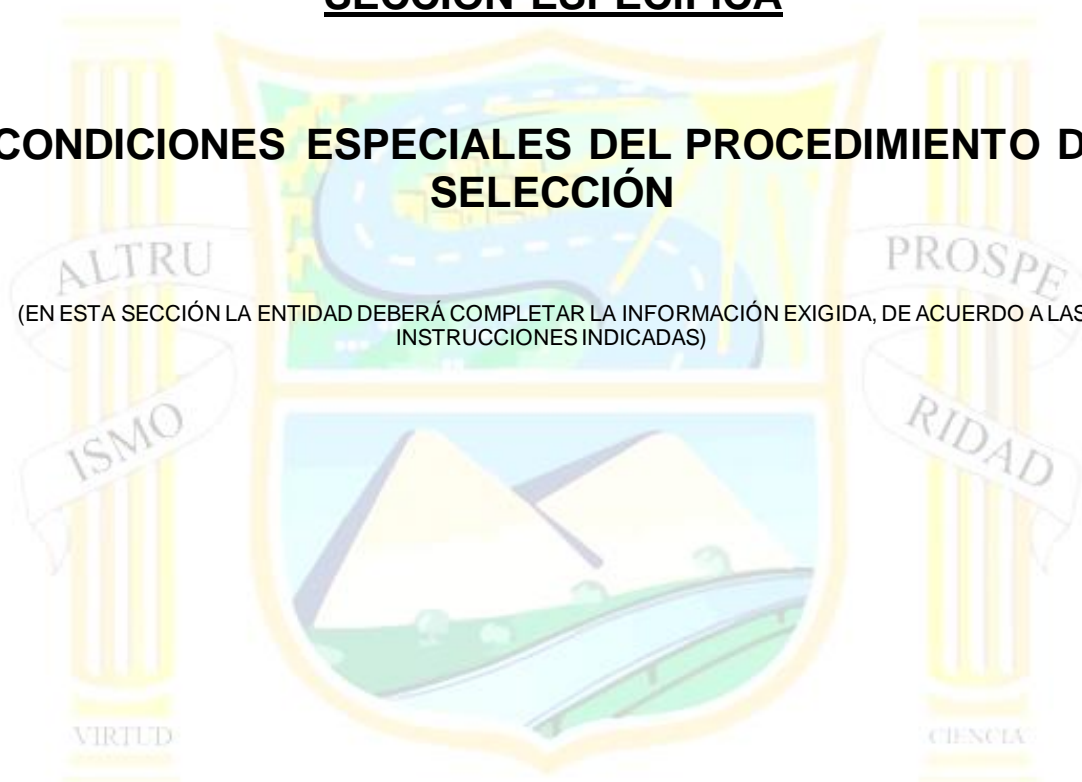 SECCIÓN ESPECÍFICA
CONDICIONES ESPECIALES DEL PROCEDIMIENTO D
SELECCIÓN
ALTRU
PROSPE
(EN ESTA SECCIÓN LA ENTIDAD DEBERÁ COMPLETAR LA INFORMACIÓN EXIGIDA, DE ACUERDO A LAS
INSTRUCCIONES INDICADAS)
ISMO
RIDAD
VIRTUD
CIENCIA